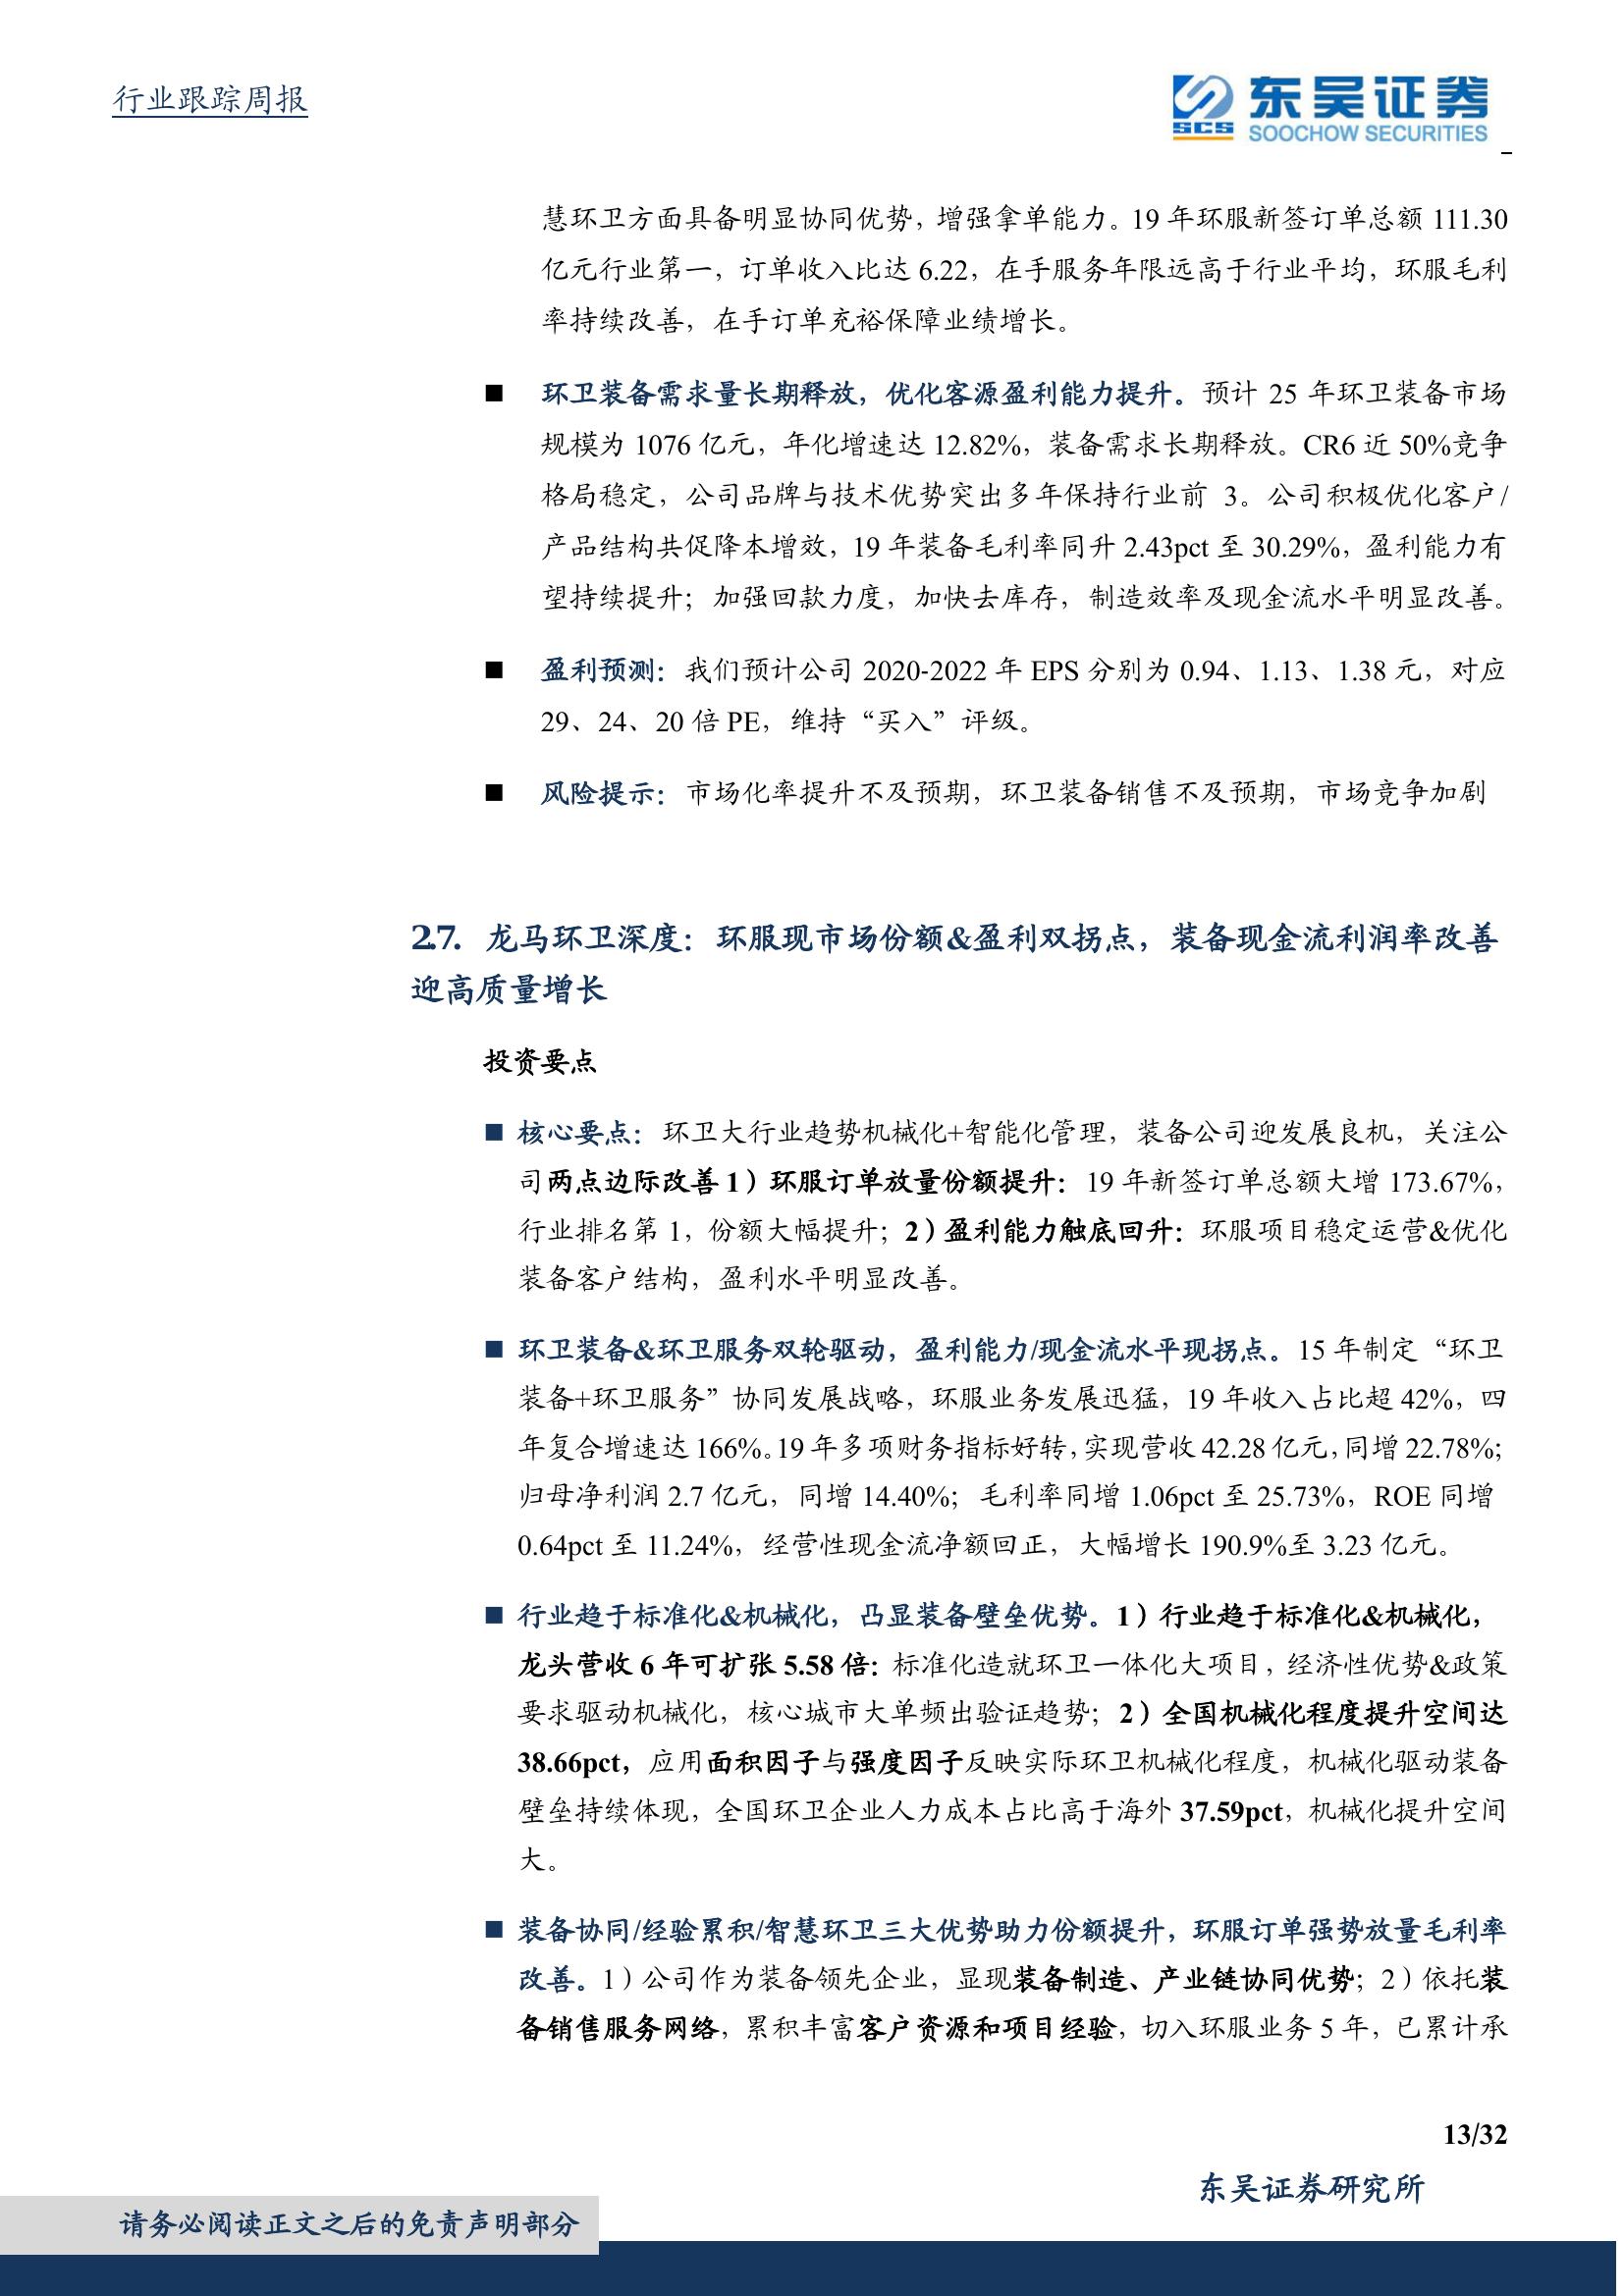 行业跟踪周报
SCS
东吴证券
SOOCHOW SECURITIES
慧环卫方面具备明显协同优势，增强拿单能力。19 年环服新签订单总额 111.30
亿元行业第一，订单收入比达 6.22，在手服务年限远高于行业平均，环服毛利
率持续改善，在手订单充裕保障业绩增长。
■ 环卫装备需求量长期释放，优化客源盈利能力提升。预计 25 年环卫装备市场
规模为 1076 亿元，年化增速达 12.82%，装备需求长期释放。CR6 近 50%竞争
格局稳定，公司品牌与技术优势突出多年保持行业前 3。公司积极优化客户/
产品结构共促降本增效，19 年装备毛利率同升 2.43pct 至 30.29%，盈利能力有
望持续提升；加强回款力度，加快去库存，制造效率及现金流水平明显改善。
■ 盈利预测：我们预计公司 2020-2022 年 EPS 分别为 0.94、1.13、1.38 元，对应
29、24、20 倍 PE，维持“买入”评级。
■ 风险提示：市场化率提升不及预期，环卫装备销售不及预期，市场竞争加剧
2.7. 龙马环卫深度：环服现市场份额&盈利双拐点，装备现金流利润率改善
迎高质量增长
投资要点
■ 核心要点：环卫大行业趋势机械化+智能化管理，装备公司迎发展良机，关注公
司两点边际改善 1）环服订单放量份额提升：19 年新签订单总额大增 173.67%，
行业排名第 1，份额大幅提升；2）盈利能力触底回升：环服项目稳定运营&优化
装备客户结构，盈利水平明显改善。
■ 环卫装备&环卫服务双轮驱动，盈利能力/现金流水平现拐点。15 年制定“环卫
装备+环卫服务”协同发展战略，环服业务发展迅猛，19 年收入占比超 42%，四
年复合增速达 166%。19 年多项财务指标好转，实现营收 42.28 亿元，同增 22.78%；
归母净利润 2.7 亿元，同增 14.40%；毛利率同增 1.06pct 至 25.73%，ROE 同增
0.64pct 至 11.24%，经营性现金流净额回正，大幅增长 190.9%至 3.23 亿元。
■ 行业趋于标准化&机械化，凸显装备壁垒优势。1）行业趋于标准化&机械化，
龙头营收 6 年可扩张 5.58 倍：标准化造就环卫一体化大项目，经济性优势&政策
要求驱动机械化，核心城市大单频出验证趋势；2）全国机械化程度提升空间达
38.66pct，应用面积因子与强度因子反映实际环卫机械化程度，机械化驱动装备
壁垒持续体现，全国环卫企业人力成本占比高于海外 37.59pct，机械化提升空间
大。
■ 装备协同/经验累积/智慧环卫三大优势助力份额提升，环服订单强势放量毛利率
改善。1）公司作为装备领先企业，显现装备制造、产业链协同优势；2）依托装
备销售服务网络，累积丰富客户资源和项目经验，切入环服业务 5 年，已累计承
13/32
东吴证券研究所
请务必阅读正文之后的免责声明部分